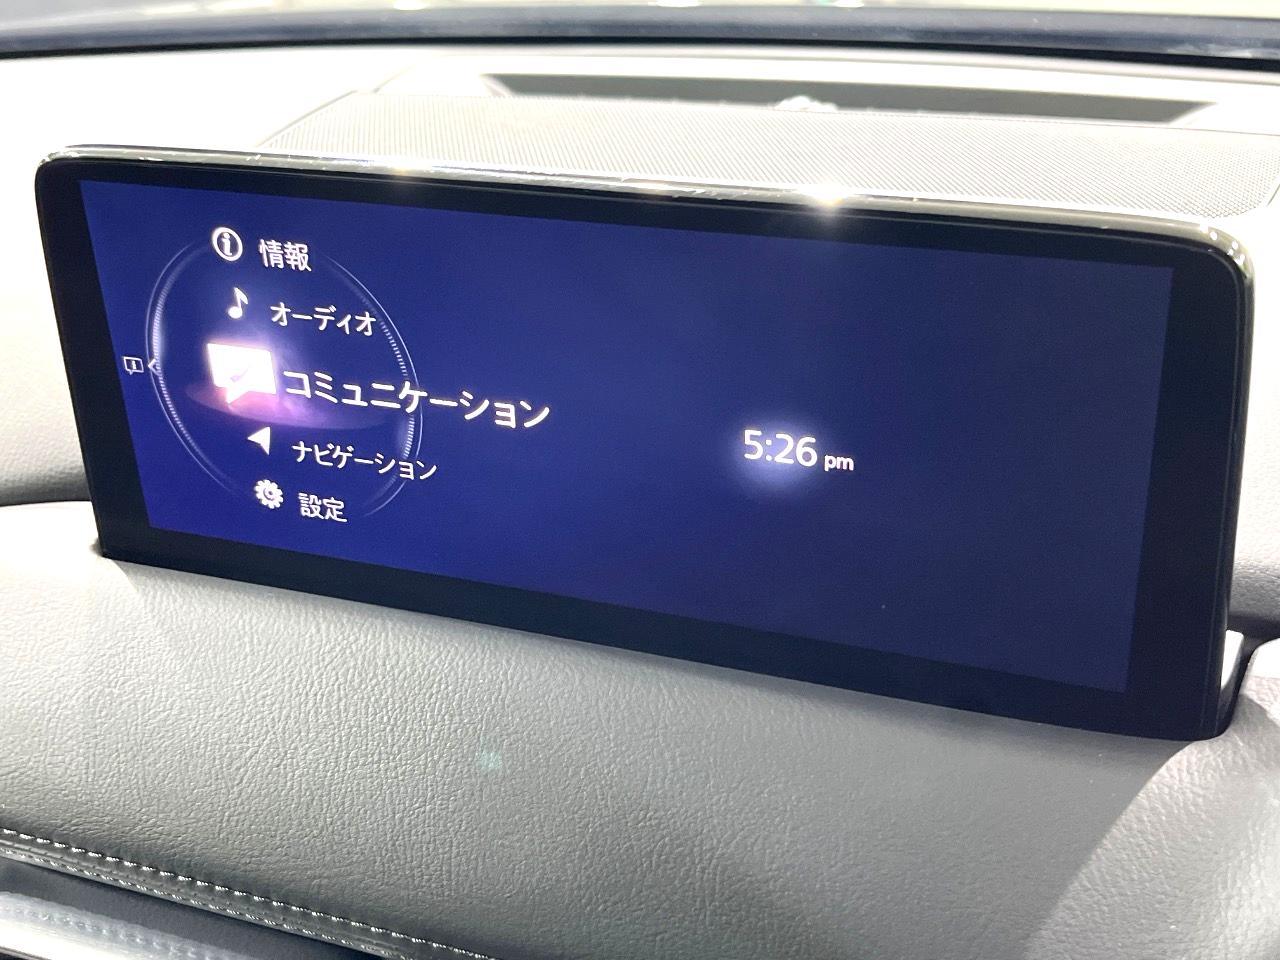 情報
オーディオ
コミュニケーション
ナビゲーション
設定
5:26 pm